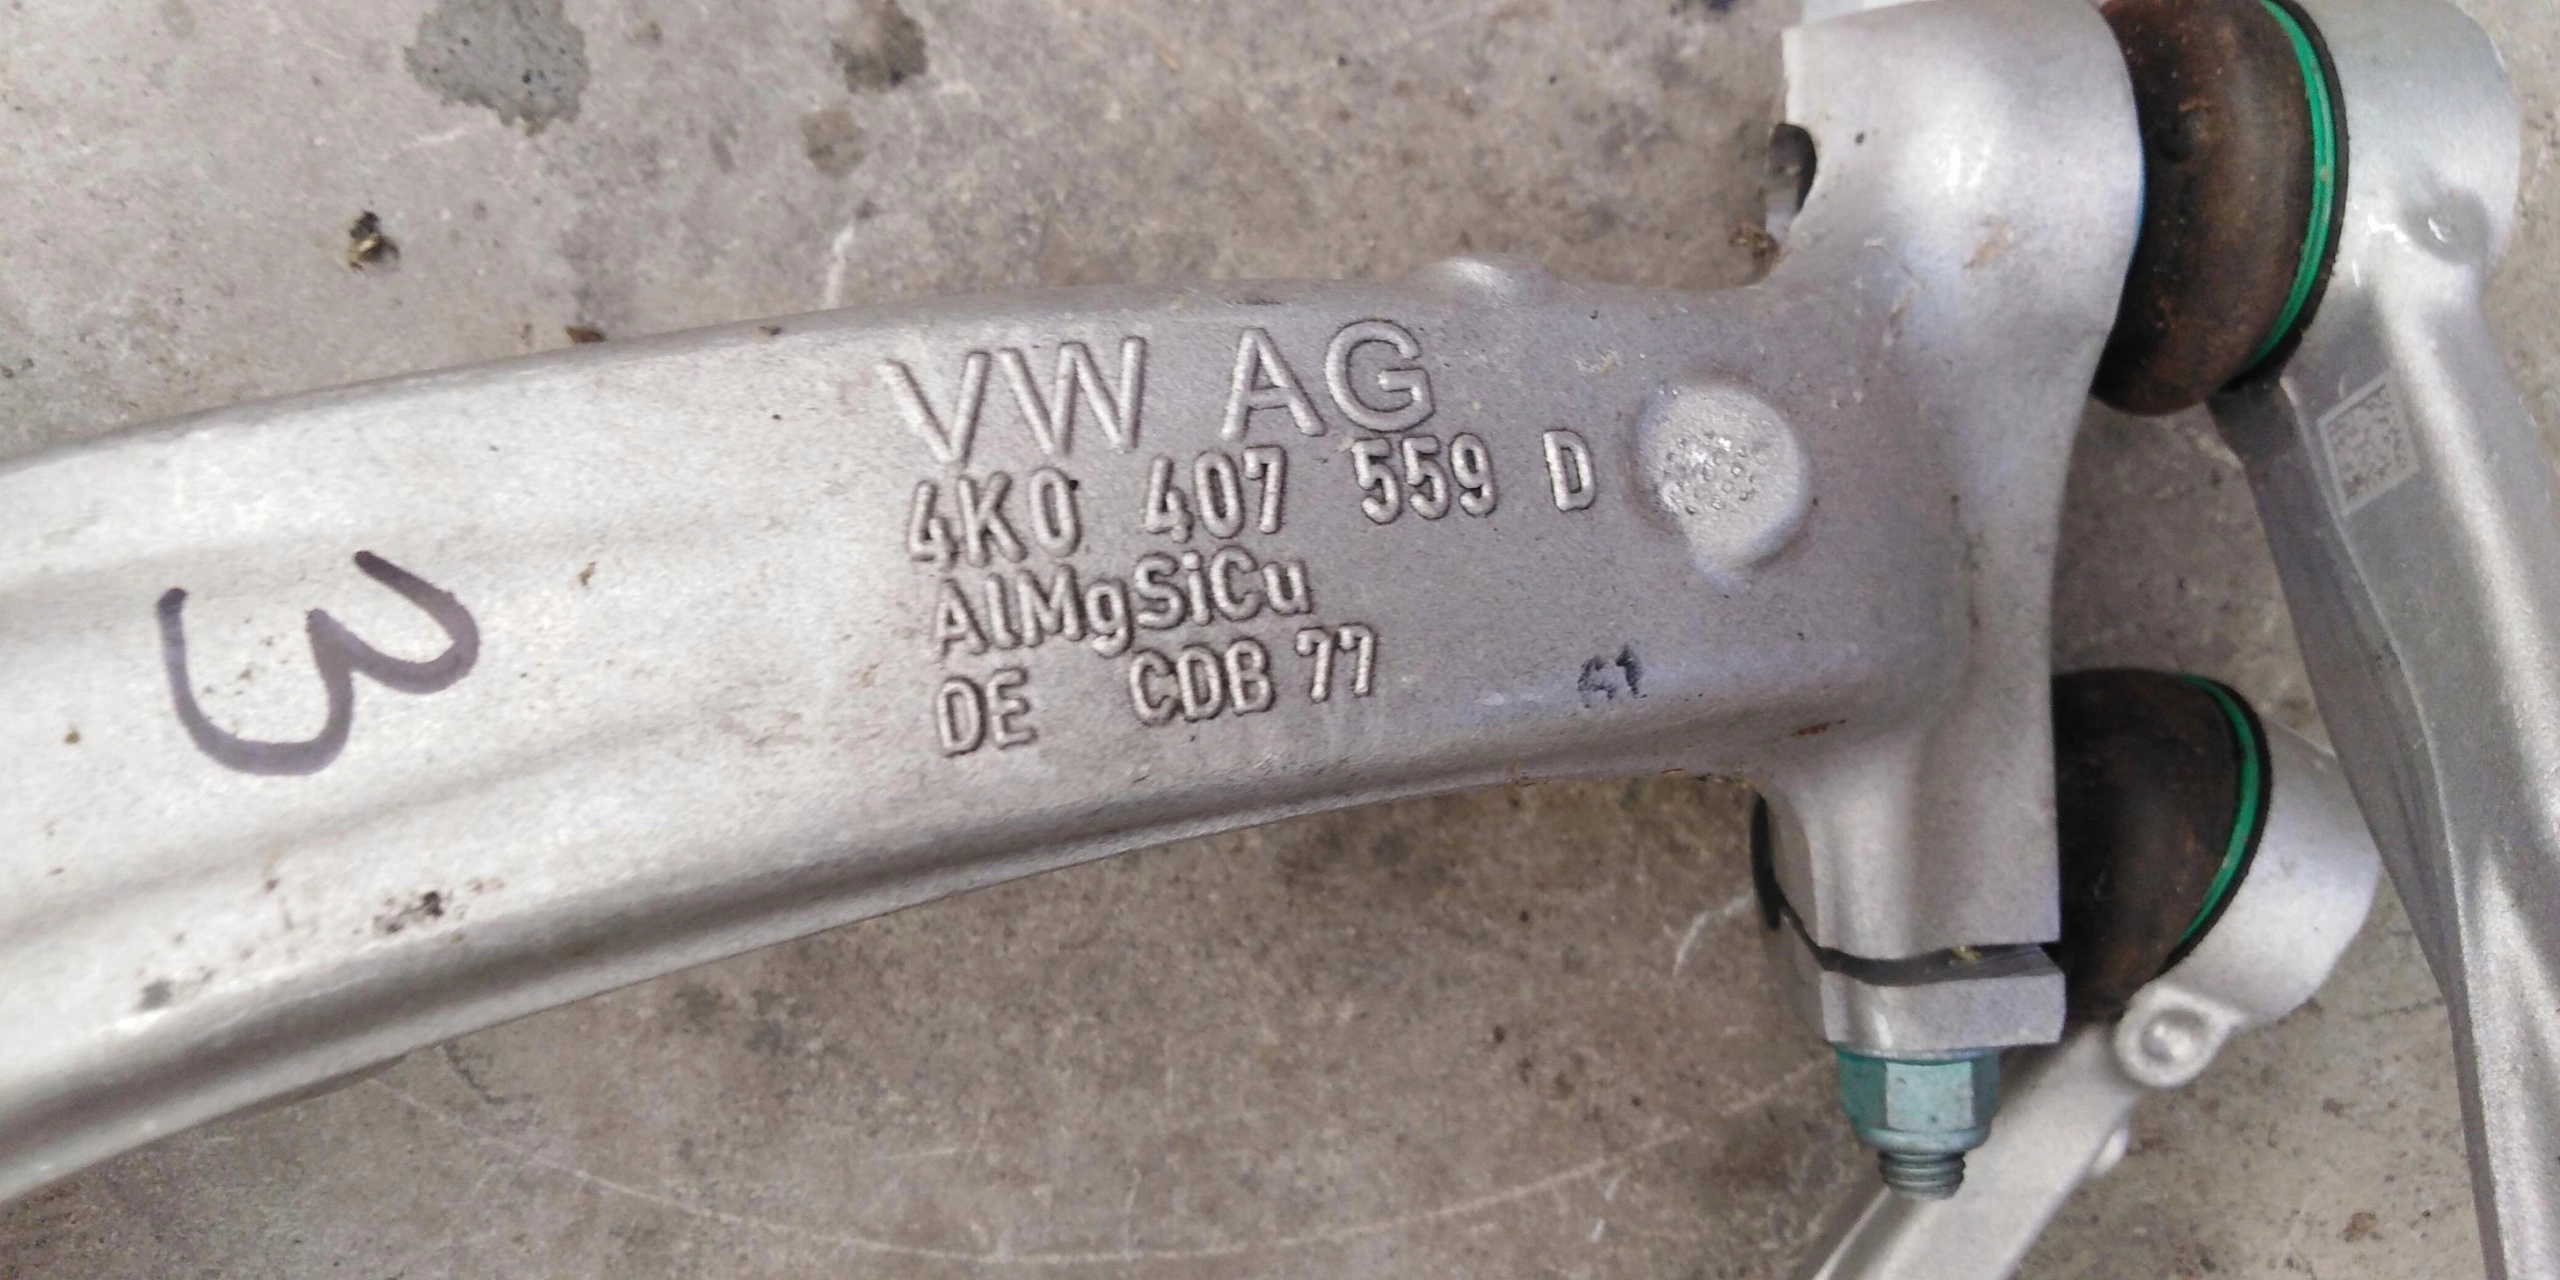 VW AG
4K0 407 559 D
AlMgSiCu
DE CDB 77
3